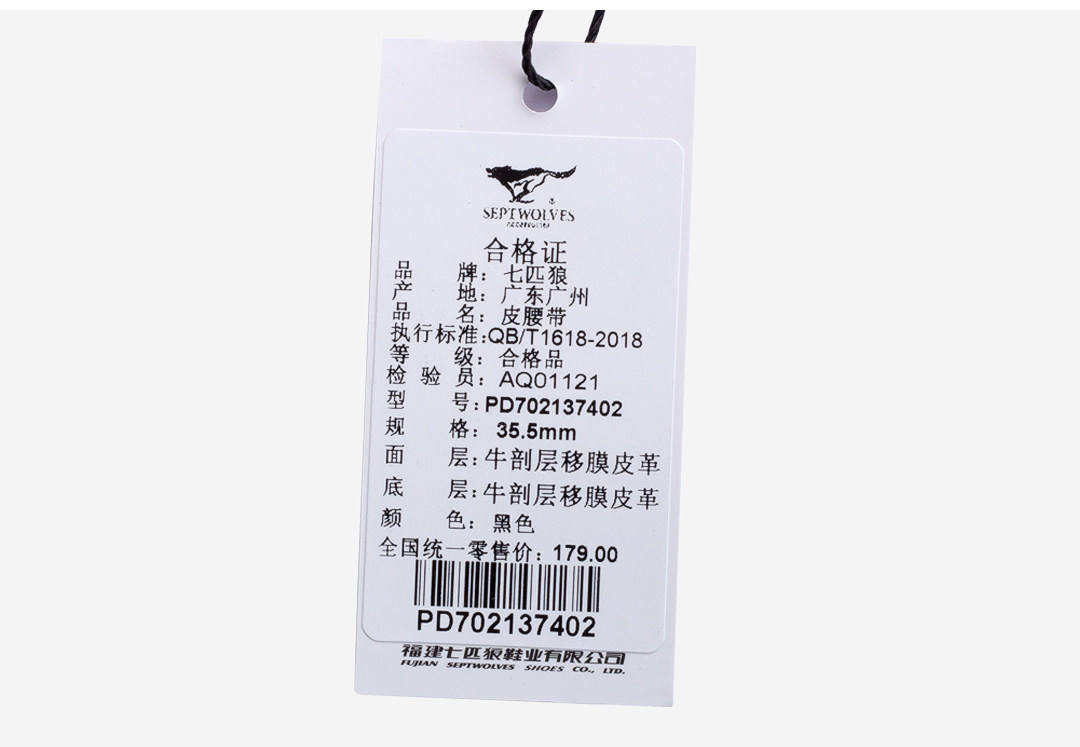 SEPTWOLVES
ACCESSORIES
合格证
品 牌：七匹狼
产 地：广东广州
品 名：皮腰带
执行标准:QB/T1618-2018
等 级：合格品
检 验 员：AQ01121
型 号：PD702137402
规 格：35.5mm
面 层：牛剖层移膜皮革
底 层：牛剖层移膜皮革
颜 色：黑色
全国统一零售价：179.00
PD702137402
福建七匹狼鞋业有限公司
FUJIAN SEPTWOLVES SHOES CO., LTD.